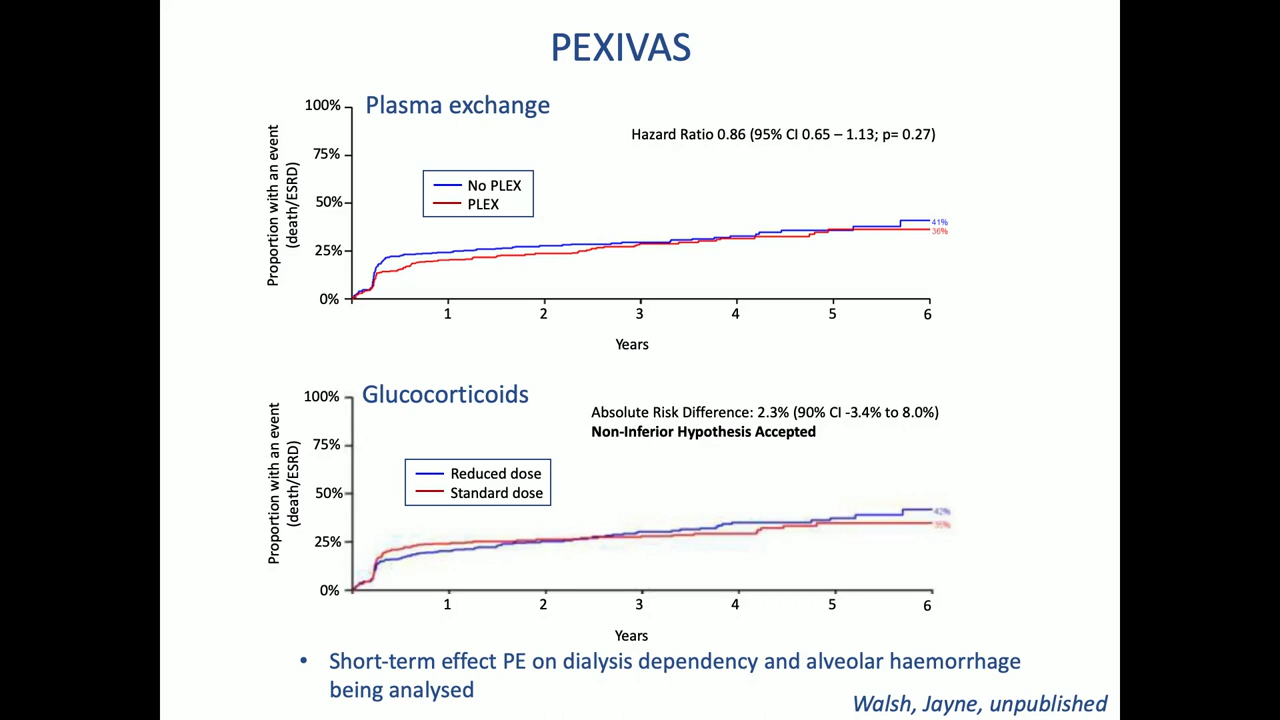 PEXIVAS
Plasma exchange
Hazard Ratio 0.86 (95% CI 0.65 – 1.13; p= 0.27)
Proportion with an event
(death/ESRD)
100%
75%
50%
25%
0%
No PLEX
PLEX
41%
36%
1 2 3 4 5 6
Years
Glucocorticoids
Absolute Risk Difference: 2.3% (90% CI -3.4% to 8.0%)
Non-Inferior Hypothesis Accepted
Proportion with an event
(death/ESRD)
100%
75%
50%
25%
0%
Reduced dose
Standard dose
42%
35%
1 2 3 4 5 6
Years
• Short-term effect PE on dialysis dependency and alveolar haemorrhage
being analysed
Walsh, Jayne, unpublished